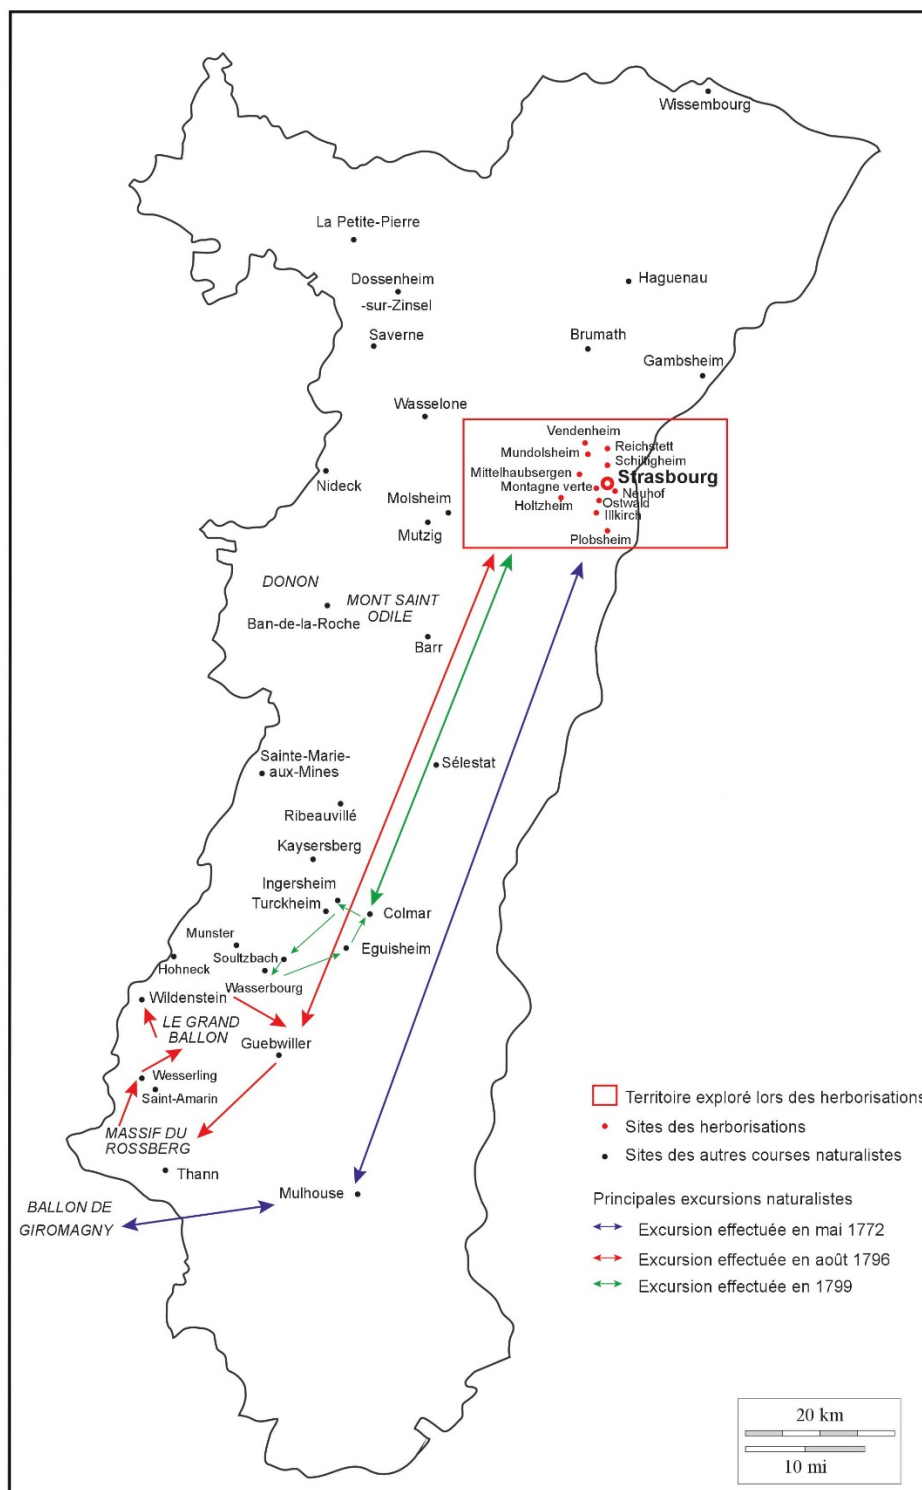 Wissembourg
La Petite-Pierre
Dossenheim
-sur-Zinsel
Haguenau
Saverne
Brumath
Gambsheim
Wasselone
Vendenheim
Reichstett
Mundolsheim
Schiltigheim
Mittelhaubsergen
Strasbourg
Nideck
Montagne verte
Neuhof
Molsheim
Holtzheim
Ostwald
Illkirch
Mutzig
Plobsheim
DONON
MONT SAINT
ODILE
Ban-de-la-Roche
Barr
Sainte-Marie-
aux-Mines
Sélestat
Ribeauvillé
Kaysersberg
Ingersheim
Turckheim
Colmar
Munster
Eguisheim
Soultzbach
Hohneck
Wasserbourg
Wildenstein
LE GRAND
BALLON
Guebwiller
Wesserling
Saint-Amarin
MASSIF DU
ROSSBERG
Thann
Mulhouse
BALLON DE
GIROMAGNY
Territoire exploré lors des herborisations
Sites des herborisations
Sites des autres courses naturalistes
Principales excursions naturalistes
Excursion effectuée en mai 1772
Excursion effectuée en août 1796
Excursion effectuée en 1799
20 km
10 mi